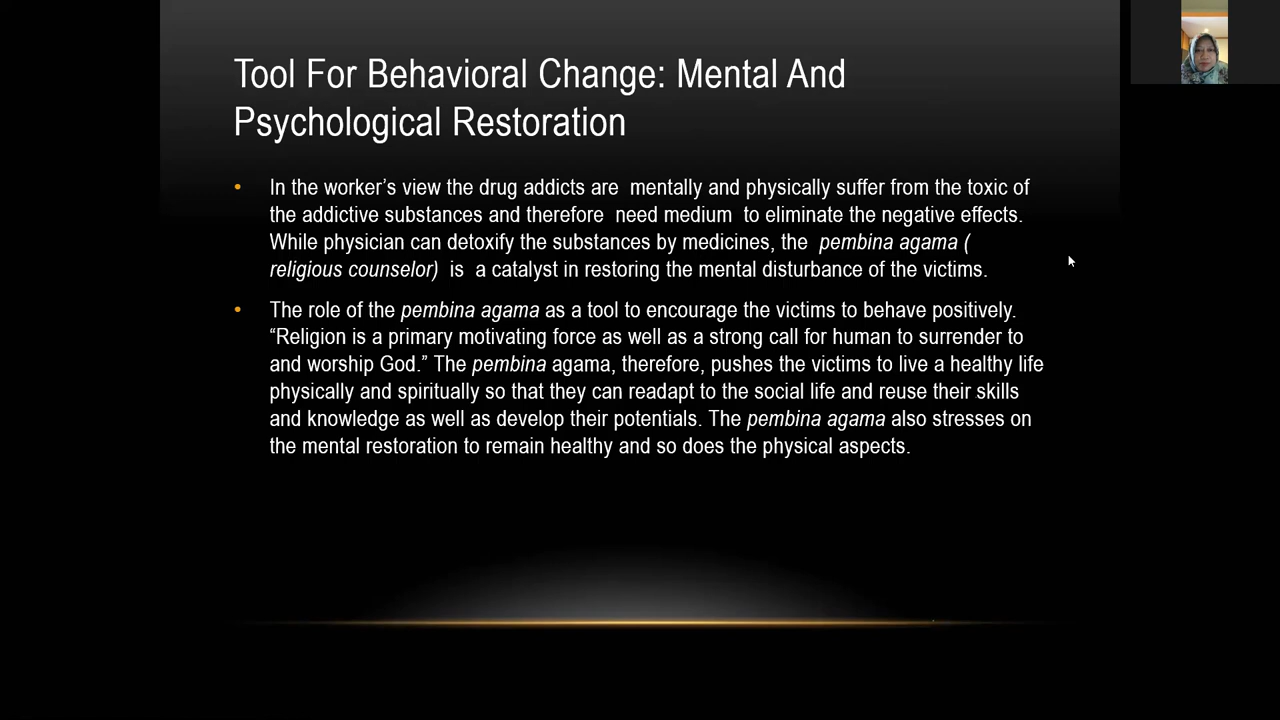 Tool For Behavioral Change: Mental And
Psychological Restoration
• In the worker's view the drug addicts are  mentally and physically suffer from the toxic of
the addictive substances and therefore  need medium  to eliminate the negative effects.
While physician can detoxify the substances by medicines, the  pembina agama (
religious counselor)  is  a catalyst in restoring the mental disturbance of the victims.
• The role of the pembina agama as a tool to encourage the victims to behave positively.
“Religion is a primary motivating force as well as a strong call for human to surrender to
and worship God.” The pembina agama, therefore, pushes the victims to live a healthy life
physically and spiritually so that they can readapt to the social life and reuse their skills
and knowledge as well as develop their potentials. The pembina agama also stresses on
the mental restoration to remain healthy and so does the physical aspects.